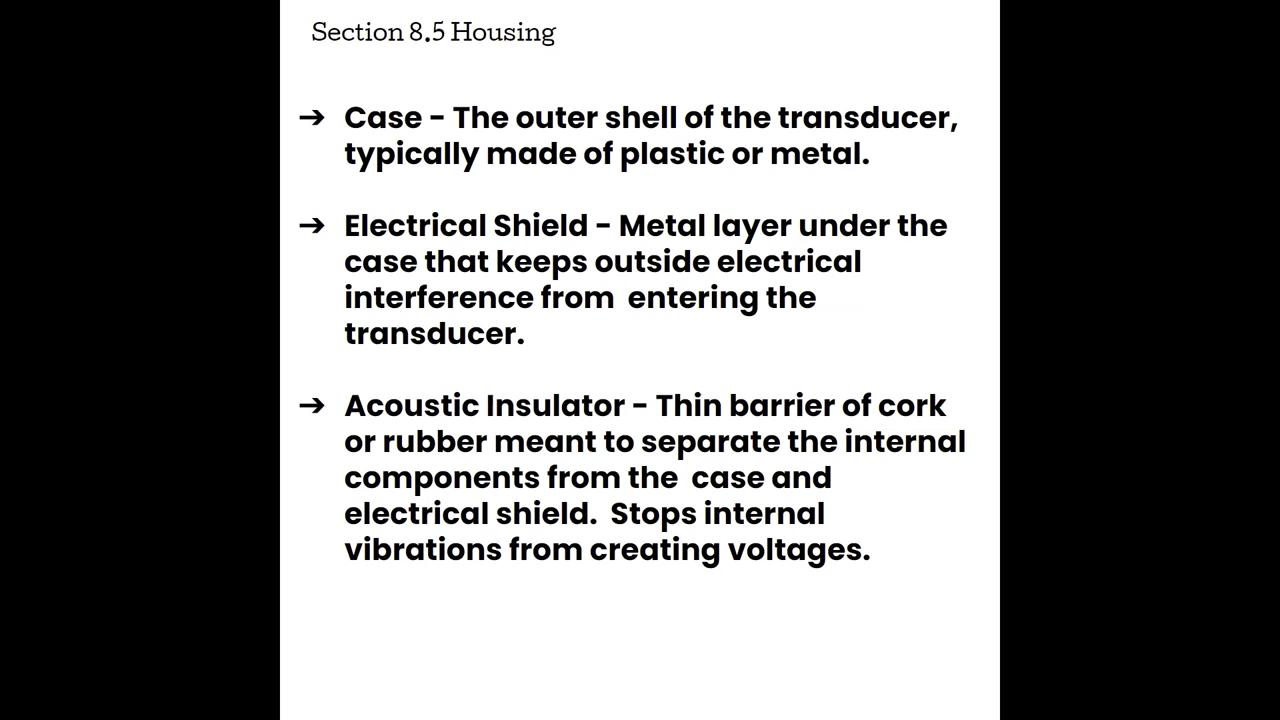 Section 8.5 Housing
➔ Case - The outer shell of the transducer,
typically made of plastic or metal.
➔ Electrical Shield - Metal layer under the
case that keeps outside electrical
interference from  entering the
transducer.
➔ Acoustic Insulator - Thin barrier of cork
or rubber meant to separate the internal
components from the  case and
electrical shield.  Stops internal
vibrations from creating voltages.